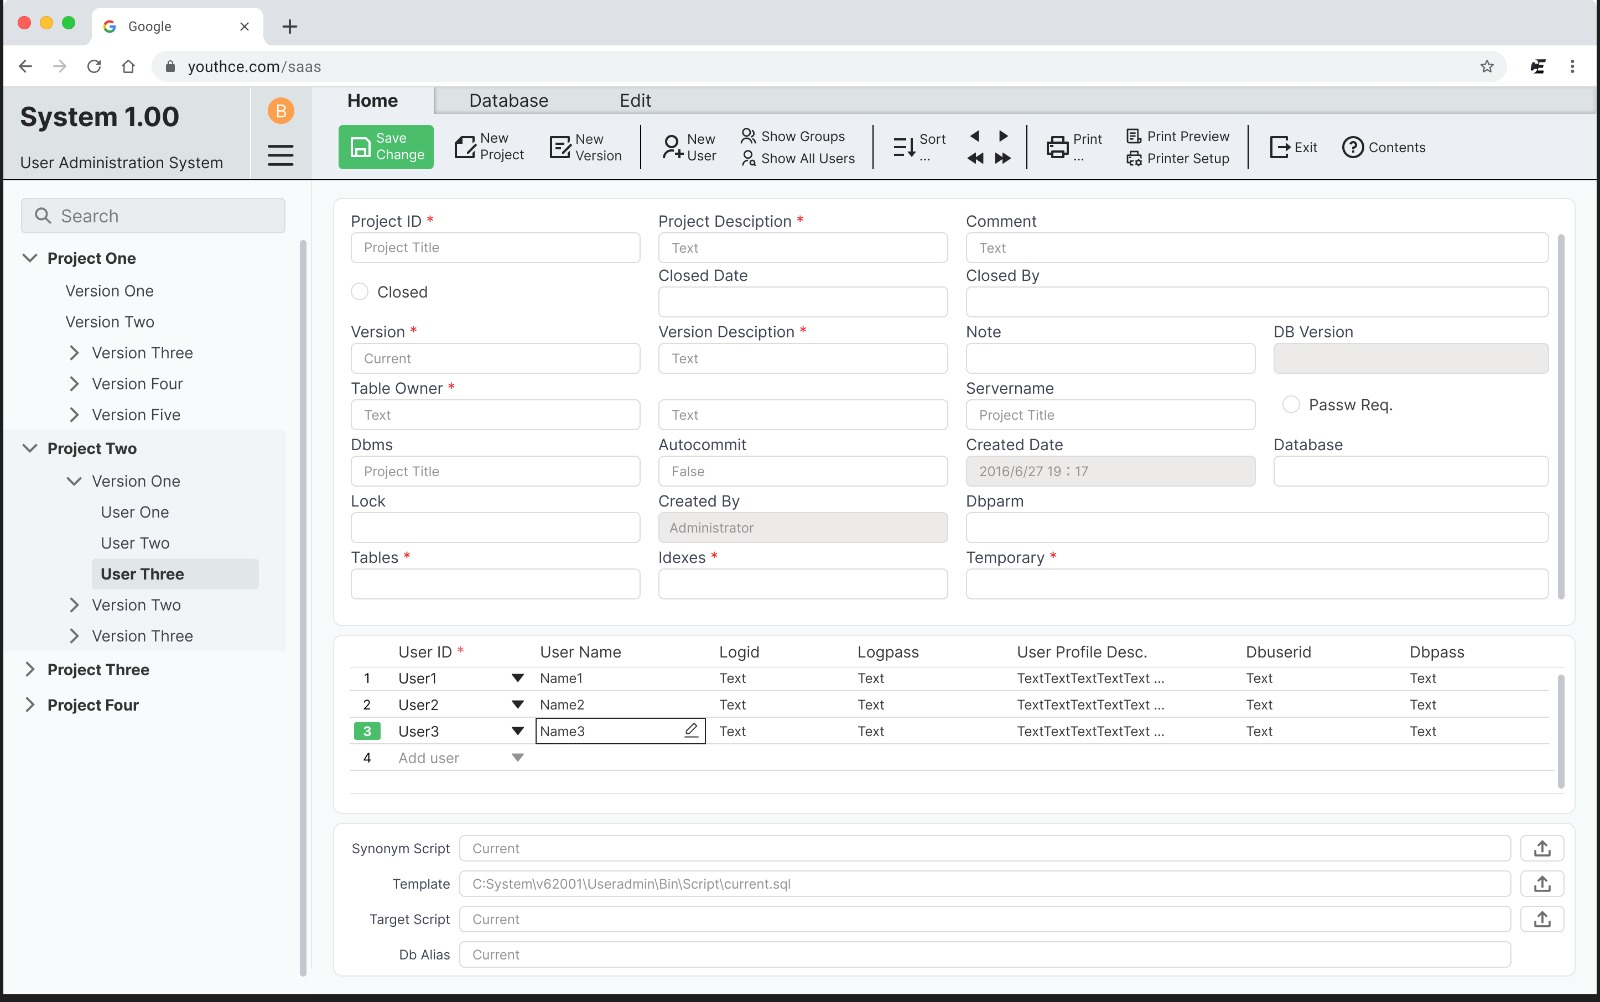 Google
youthce.com/saas
System 1.00
B
User Administration System
Home Database Edit
Save Change
New Project
New Version
New User
Show Groups
Show All Users
Sort ...
Print ...
Print Preview
Printer Setup
Exit
Contents
Search
Project One
Version One
Version Two
Version Three
Version Four
Version Five
Project Two
Version One
User One
User Two
User Three
Version Two
Version Three
Project Three
Project Four
Project ID * Project Desciption * Comment
Project Title Text Text
Closed Closed Date Closed By
Version * Version Desciption * Note DB Version
Current Text
Table Owner * Servername
Text Text Project Title Passw Req.
Dbms Autocommit Created Date Database
Project Title False 2016/6/27 19 : 17
Lock Created By Dbparm
Administrator
Tables * Idexes * Temporary *
User ID * User Name Logid Logpass User Profile Desc. Dbuserid Dbpass
1 User1 Name1 Text Text TextTextTextTextText ... Text Text
2 User2 Name2 Text Text TextTextTextTextText ... Text Text
3 User3 Name3 Text Text TextTextTextTextText ... Text Text
4 Add user
Synonym Script Current
Template C:System\v62001\Useradmin\Bin\Script\current.sql
Target Script Current
Db Alias Current